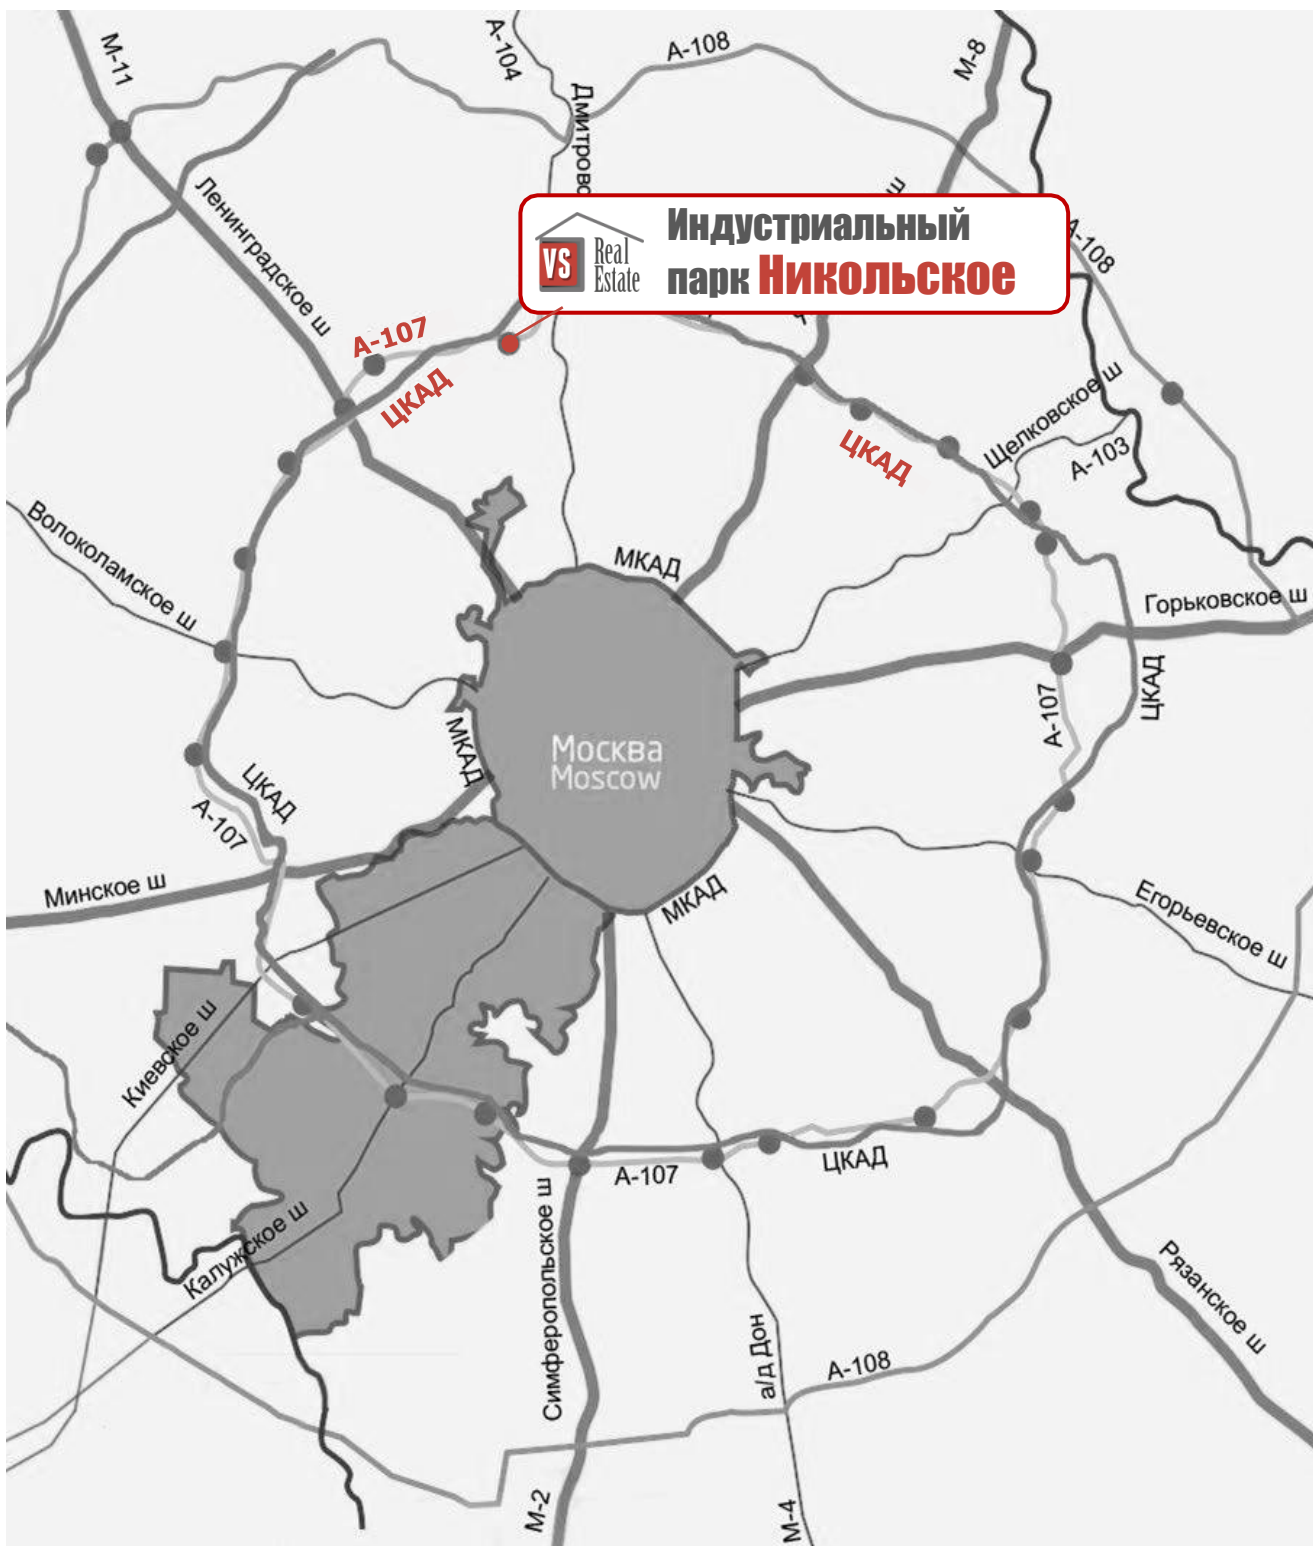 М-11
А-104
А-108
М-8
Дмитровс
ш
Ленинградское ш
VS
Real
Estate
Индустриальный
парк Никольское
А-108
А-107
ЦКАД
ЦКАД
Щелковское ш
А-103
Волоколамское ш
МКАД
Горьковское ш
МКАД
Москва
Moscow
А-107
ЦКАД
ЦКАД
А-107
Минское ш
МКАД
Егорьевское ш
Киевское ш
А-107
ЦКАД
Калужское ш
Симферопольское ш
а/д Дон
А-108
Рязанское ш
М-2
М-4